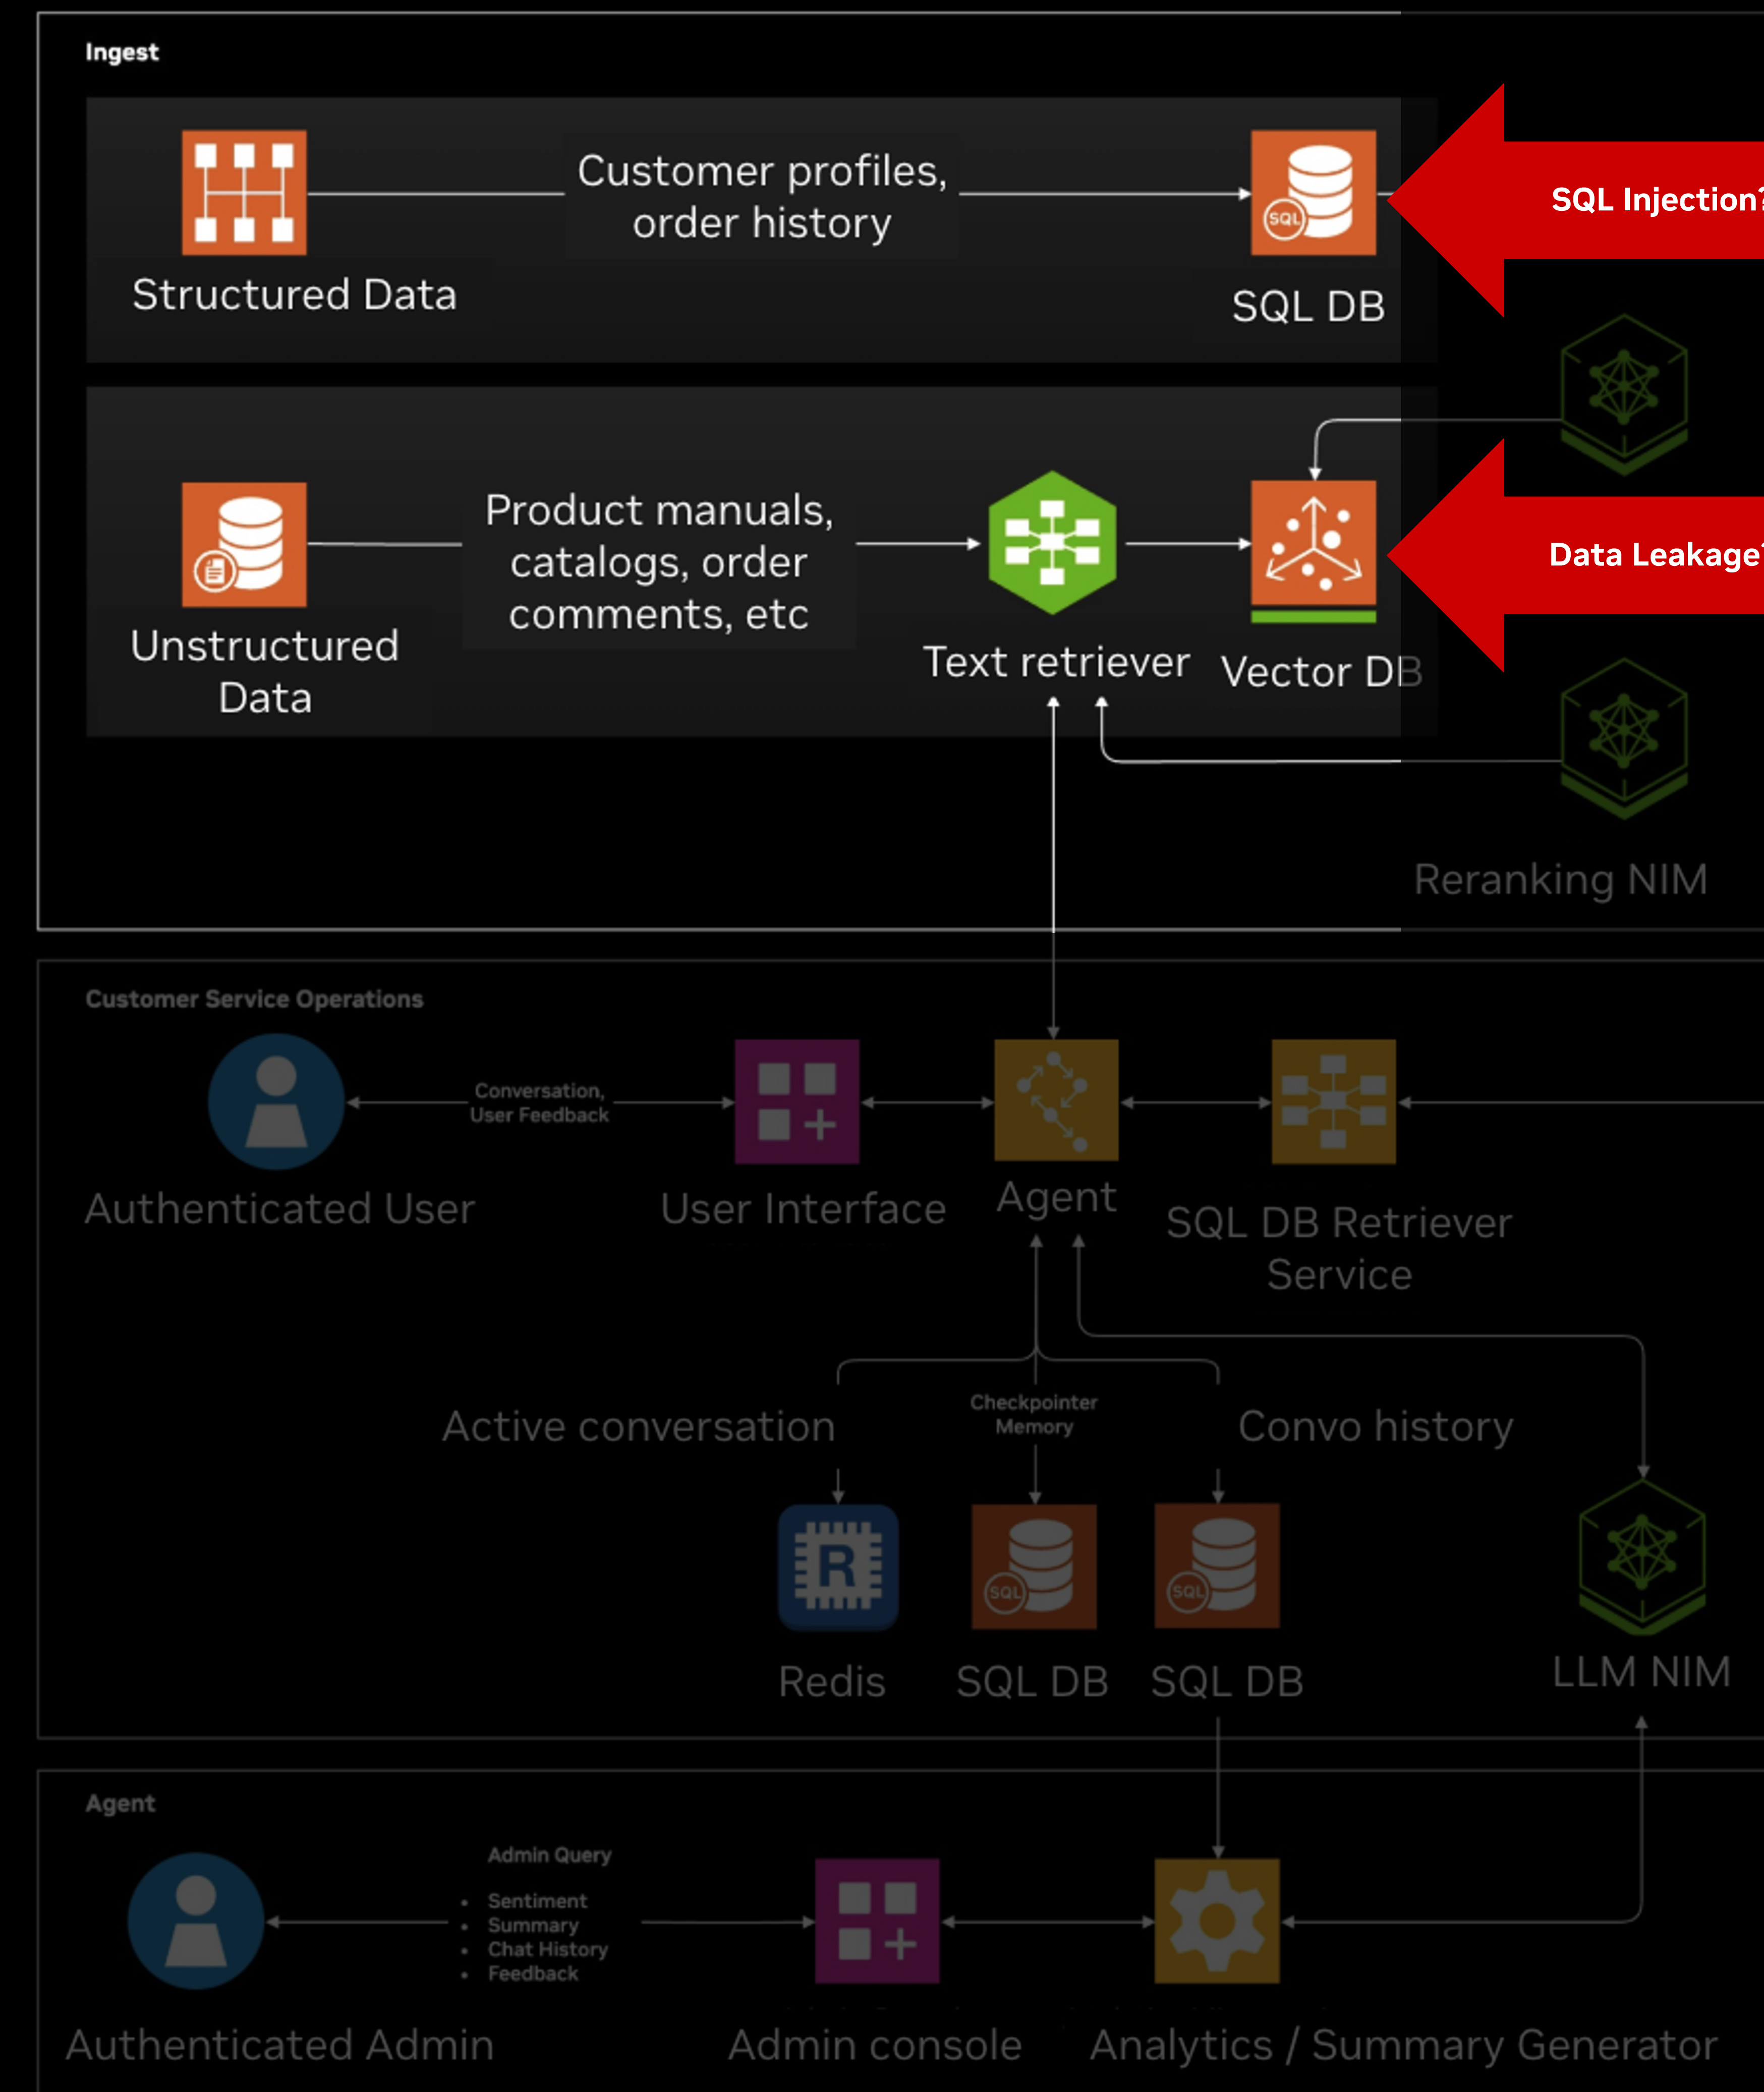 Ingest
Customer profiles,
order history
SQL
Structured Data
SQL DB
SQL Injection?
Product manuals,
catalogs, order
comments, etc
Unstructured
Data
Text retriever
Vector DB
Data Leakage?
Reranking NIM
Customer Service Operations
Conversation,
User Feedback
Authenticated User
User Interface
Agent
SQL DB Retriever
Service
Active conversation
Checkpointer
Memory
Convo history
R
SQL
SQL
Redis
SQL DB
SQL DB
LLM NIM
Agent
Admin Query
• Sentiment
• Summary
• Chat History
• Feedback
Authenticated Admin
Admin console
Analytics / Summary Generator